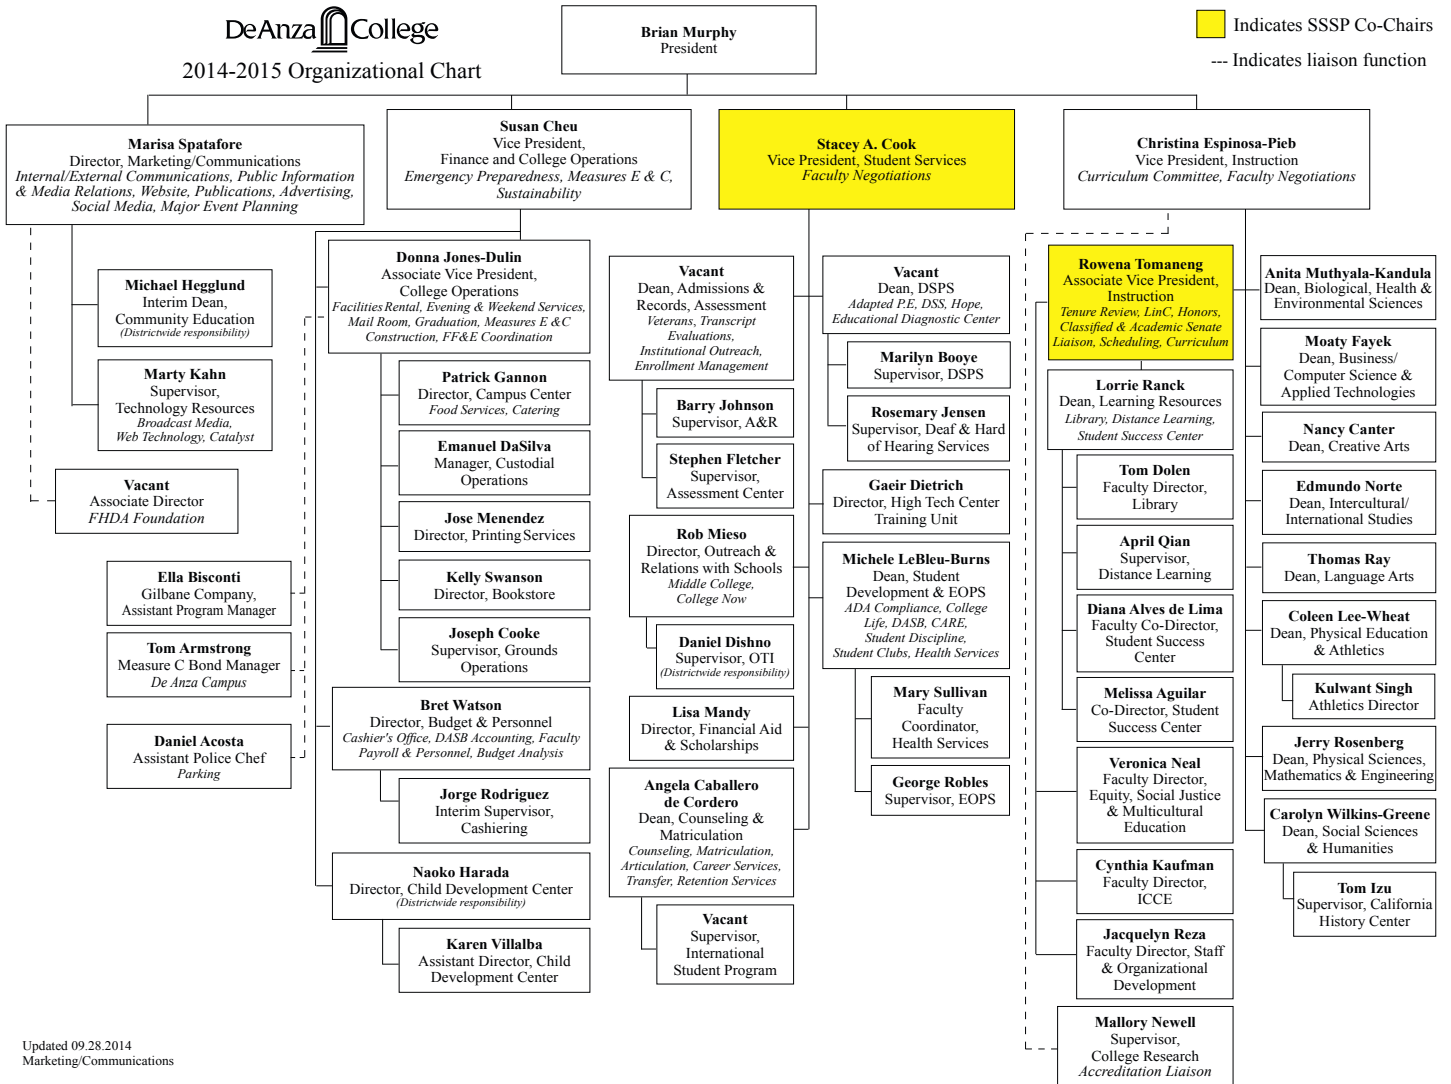 DeAnza College
2014-2015 Organizational Chart
Brian Murphy
President
Indicates SSSP Co-Chairs
--- Indicates liaison function
Marisa Spatafore
Director, Marketing/Communications
Internal/External Communications, Public Information
& Media Relations, Website, Publications, Advertising,
Social Media, Major Event Planning
Susan Cheu
Vice President,
Finance and College Operations
Emergency Preparedness, Measures E & C,
Sustainability
Stacey A. Cook
Vice President, Student Services
Faculty Negotiations
Christina Espinosa-Pieb
Vice President, Instruction
Curriculum Committee, Faculty Negotiations
Michael Hegglund
Interim Dean,
Community Education
(Districtwide responsibility)
Marty Kahn
Supervisor,
Technology Resources
Broadcast Media,
Web Technology, Catalyst
Vacant
Associate Director
FHDA Foundation
Ella Bisconti
Gilbane Company,
Assistant Program Manager
Tom Armstrong
Measure C Bond Manager
De Anza Campus
Daniel Acosta
Assistant Police Chef
Parking
Donna Jones-Dulin
Associate Vice President,
College Operations
Facilities Rental, Evening & Weekend Services,
Mail Room, Graduation, Measures E &C
Construction, FF&E Coordination
Patrick Gannon
Director, Campus Center
Food Services, Catering
Emanuel DaSilva
Manager, Custodial
Operations
Jose Menendez
Director, Printing Services
Kelly Swanson
Director, Bookstore
Joseph Cooke
Supervisor, Grounds
Operations
Bret Watson
Director, Budget & Personnel
Cashier's Office, DASB Accounting, Faculty
Payroll & Personnel, Budget Analysis
Jorge Rodriguez
Interim Supervisor,
Cashiering
Naoko Harada
Director, Child Development Center
(Districtwide responsibility)
Karen Villalba
Assistant Director, Child
Development Center
Vacant
Dean, Admissions &
Records, Assessment
Veterans, Transcript
Evaluations,
Institutional Outreach,
Enrollment Management
Barry Johnson
Supervisor, A&R
Stephen Fletcher
Supervisor,
Assessment Center
Rob Mieso
Director, Outreach &
Relations with Schools
Middle College,
College Now
Daniel Dishno
Supervisor, OTI
(Districtwide responsibility)
Lisa Mandy
Director, Financial Aid
& Scholarships
Angela Caballero
de Cordero
Dean, Counseling &
Matriculation
Counseling, Matriculation,
Articulation, Career Services,
Transfer, Retention Services
Vacant
Supervisor,
International
Student Program
Vacant
Dean, DSPS
Adapted P.E, DSS, Hope,
Educational Diagnostic Center
Marilyn Booye
Supervisor, DSPS
Rosemary Jensen
Supervisor, Deaf & Hard
of Hearing Services
Gaeir Dietrich
Director, High Tech Center
Training Unit
Michele LeBleu-Burns
Dean, Student
Development & EOPS
ADA Compliance, College
Life, DASB, CARE,
Student Discipline,
Student Clubs, Health Services
Mary Sullivan
Faculty
Coordinator,
Health Services
George Robles
Supervisor, EOPS
Rowena Tomaneng
Associate Vice President,
Instruction
Tenure Review, LinC, Honors,
Classified & Academic Senate
Liaison, Scheduling, Curriculum
Lorrie Ranck
Dean, Learning Resources
Library, Distance Learning,
Student Success Center
Tom Dolen
Faculty Director,
Library
April Qian
Supervisor,
Distance Learning
Diana Alves de Lima
Faculty Co-Director,
Student Success
Center
Melissa Aguilar
Co-Director, Student
Success Center
Veronica Neal
Faculty Director,
Equity, Social Justice
& Multicultural
Education
Cynthia Kaufman
Faculty Director,
ICCE
Jacquelyn Reza
Faculty Director, Staff
& Organizational
Development
Mallory Newell
Supervisor,
College Research
Accreditation Liaison
Anita Muthyala-Kandula
Dean, Biological, Health &
Environmental Sciences
Moaty Fayek
Dean, Business/
Computer Science &
Applied Technologies
Nancy Canter
Dean, Creative Arts
Edmundo Norte
Dean, Intercultural/
International Studies
Thomas Ray
Dean, Language Arts
Coleen Lee-Wheat
Dean, Physical Education
& Athletics
Kulwant Singh
Athletics Director
Jerry Rosenberg
Dean, Physical Sciences,
Mathematics & Engineering
Carolyn Wilkins-Greene
Dean, Social Sciences
& Humanities
Tom Izu
Supervisor, California
History Center
Updated 09.28.2014
Marketing/Communications